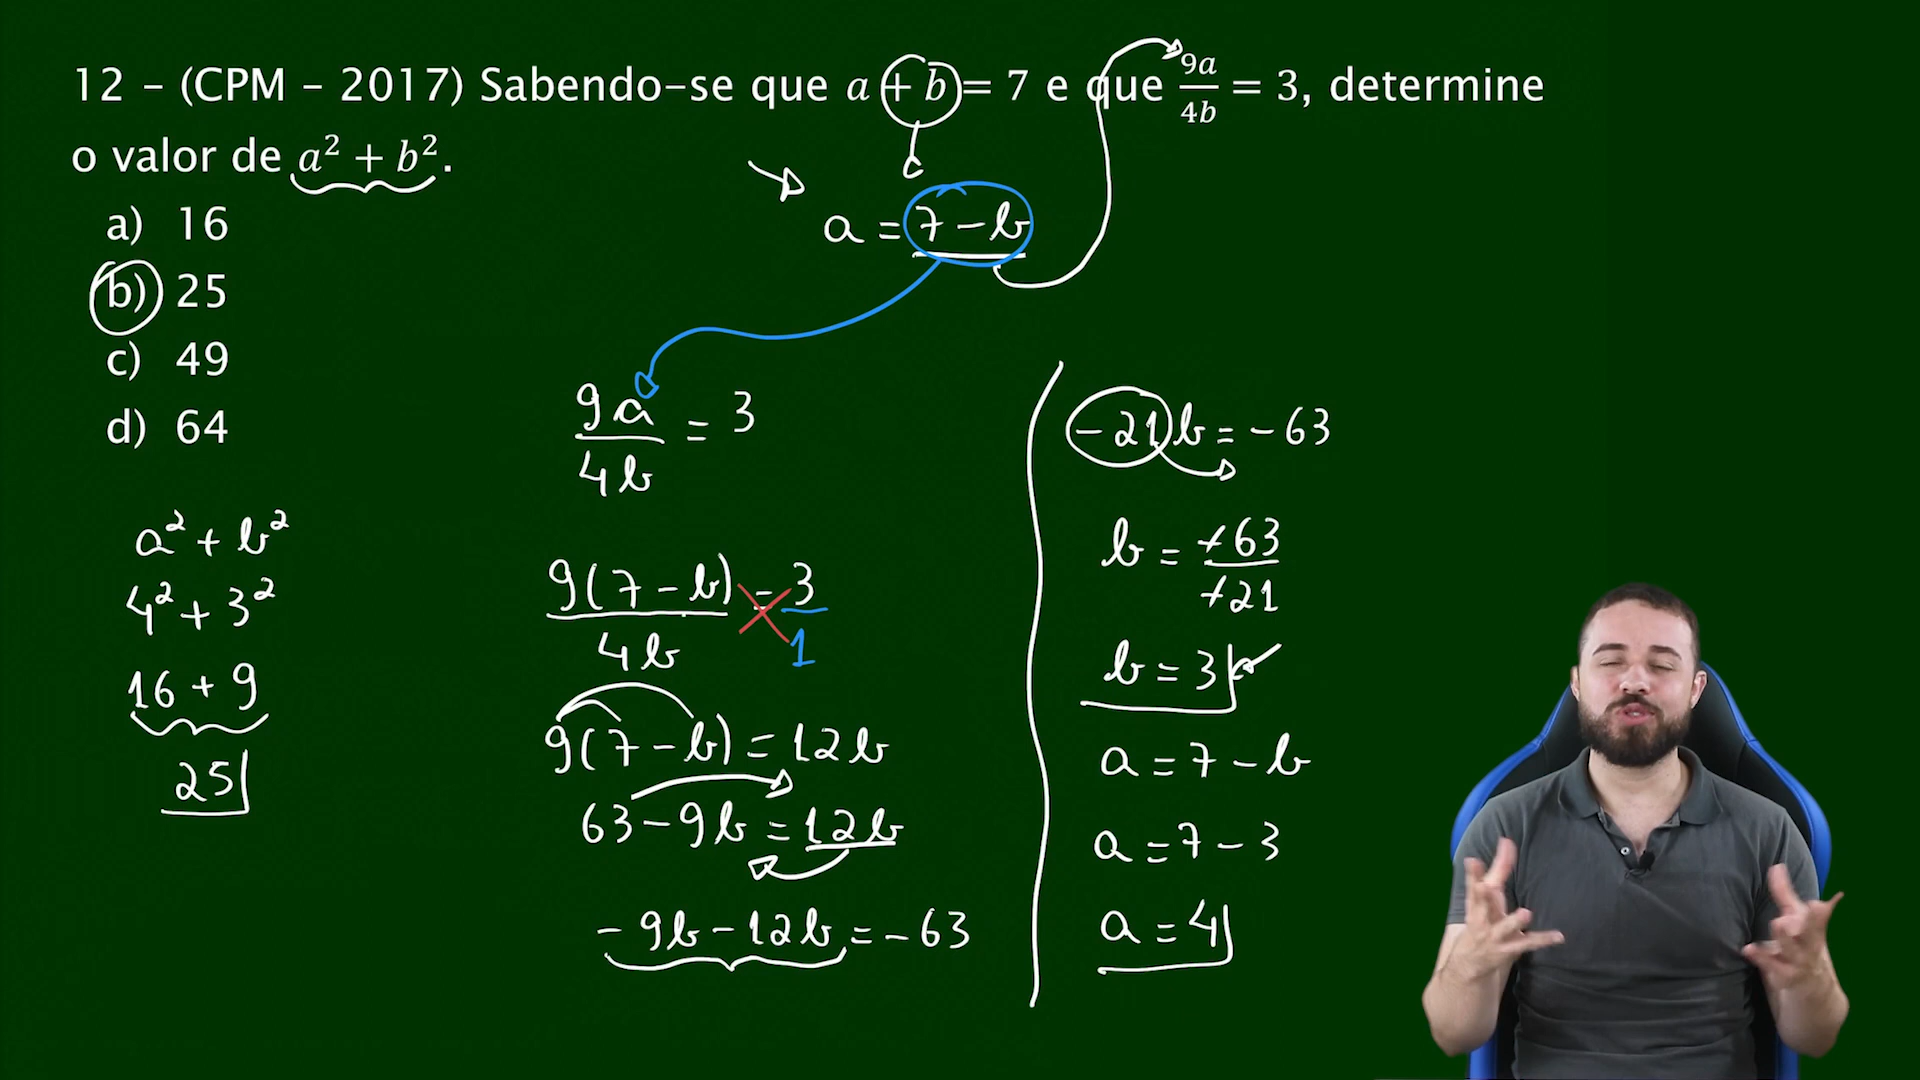 12 – (CPM – 2017) Sabendo-se que a + b = 7 e que 9a/4b = 3, determine
o valor de a² + b².
a) 16
b) 25
c) 49
d) 64
a = 7 − b
9a/4b = 3
9(7 − b)/4b = 3/1
9(7 − b) = 12b
63 − 9b = 12b
−9b − 12b = −63
−21b = −63
b = +63/+21
b = 3
a = 7 − b
a = 7 − 3
a = 4
a² + b²
4² + 3²
16 + 9
25